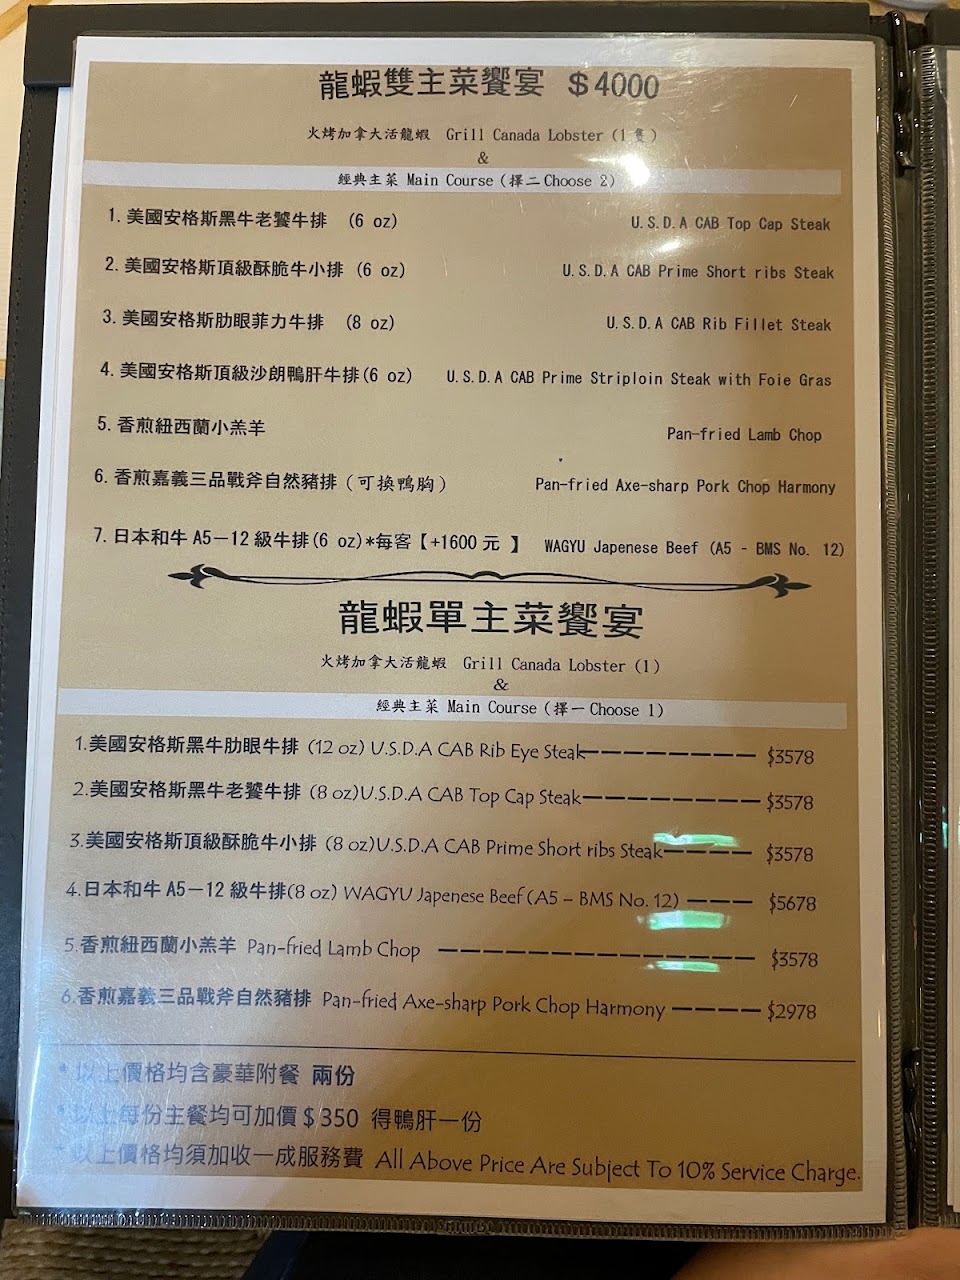 龍蝦雙主菜饗宴 $4000
火烤加拿大活龍蝦 Grill Canada Lobster (1隻)
&
經典主菜 Main Course (擇二Choose 2)
1. 美國安格斯黑牛老饕牛排 (6 oz) U.S.D.A CAB Top Cap Steak
2. 美國安格斯頂級酥脆牛小排 (6 oz) U.S.D.A CAB Prime Short ribs Steak
3. 美國安格斯肋眼菲力牛排 (8 oz) U.S.D.A CAB Rib Fillet Steak
4. 美國安格斯頂級沙朗鴨肝牛排(6 oz) U.S.D.A CAB Prime Striploin Steak with Foie Gras
5. 香煎紐西蘭小羔羊 Pan-fried Lamb Chop
6. 香煎嘉義三品戰斧自然豬排(可換鴨胸) Pan-fried Axe-sharp Pork Chop Harmony
7. 日本和牛 A5－12 級牛排(6 oz)*每客【+1600 元 】 WAGYU Japenese Beef (A5 - BMS No. 12)
龍蝦單主菜饗宴
火烤加拿大活龍蝦 Grill Canada Lobster (1)
&
經典主菜 Main Course (擇一Choose 1)
1.美國安格斯黑牛肋眼牛排 (12 oz) U.S.D.A CAB Rib Eye Steak—————— $3578
2.美國安格斯黑牛老饕牛排 (8 oz)U.S.D.A CAB Top Cap Steak——————— $3578
3.美國安格斯頂級酥脆牛小排 (8 oz)U.S.D.A CAB Prime Short ribs Steak———— $3578
4.日本和牛 A5－12 級牛排(8 oz) WAGYU Japenese Beef (A5 – BMS No. 12) ——— $5678
5.香煎紐西蘭小羔羊 Pan-fried Lamb Chop ————————————— $3578
6.香煎嘉義三品戰斧自然豬排 Pan-fried Axe-sharp Pork Chop Harmony ———— $2978
* 以上價格均含豪華附餐 兩份
* 以上每份主餐均可加價$350 得鴨肝一份
* 以上價格均須加收一成服務費 All Above Price Are Subject To 10% Service Charge.